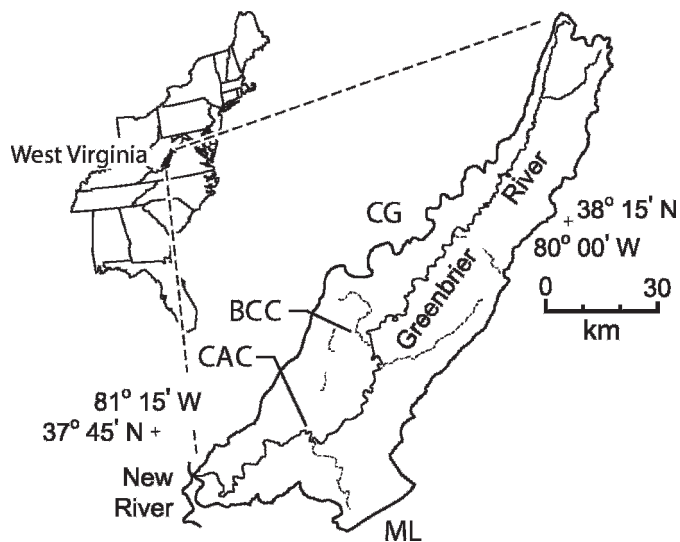 West Virginia
CG
River
38° 15' N
80° 00' W
Greenbrier
0 30
km
BCC
CAC
81° 15' W
37° 45' N
New
River
ML